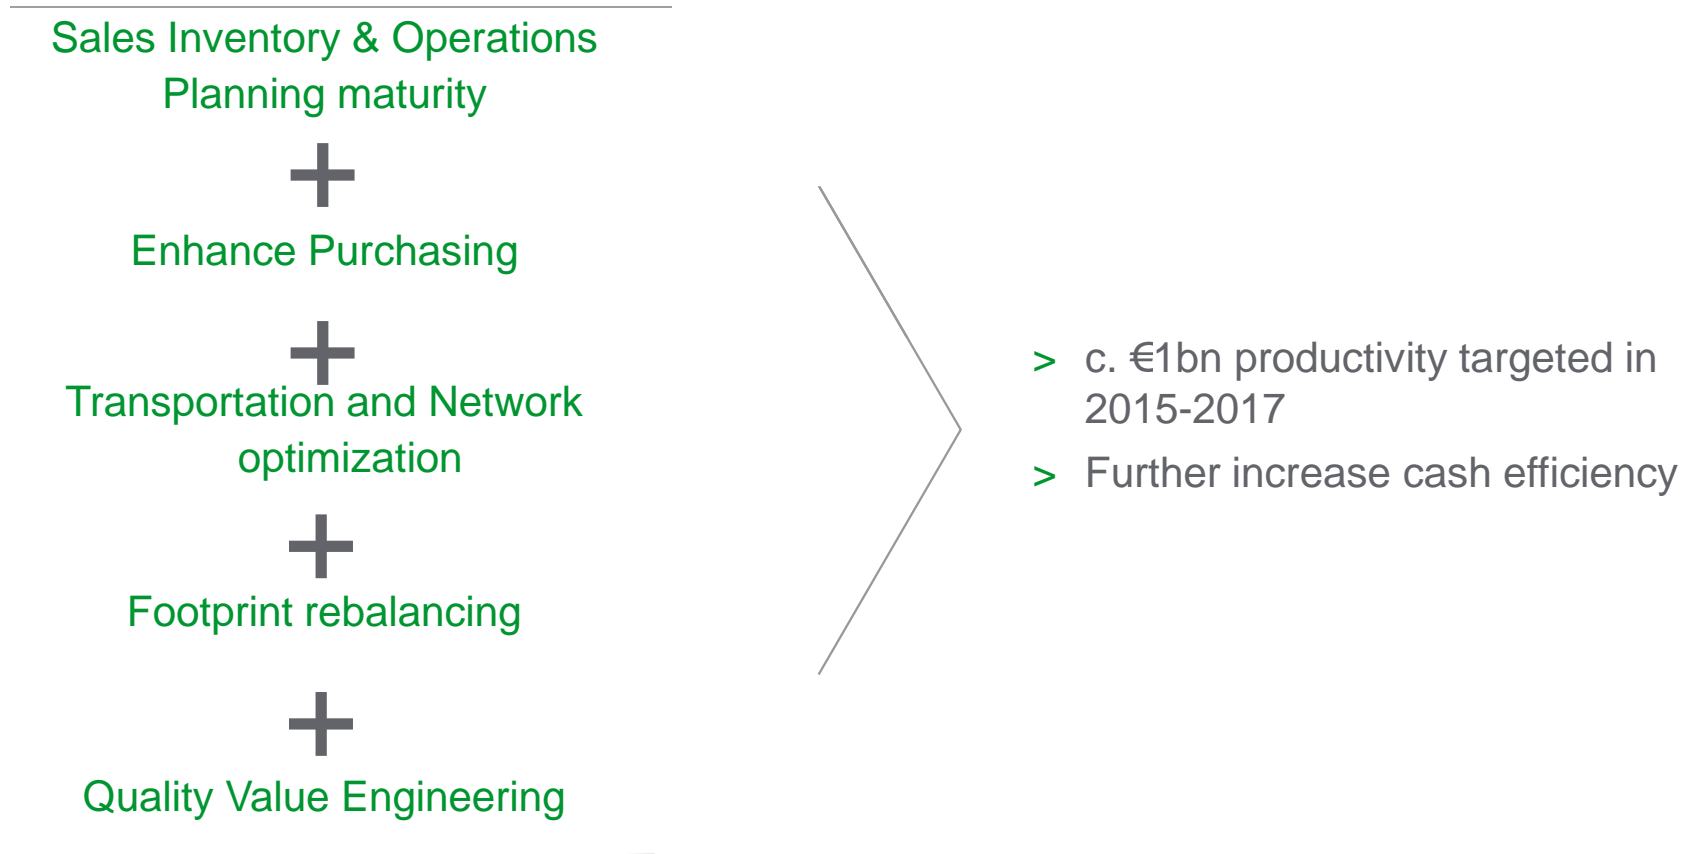 Sales Inventory & Operations
Planning maturity
+
Enhance Purchasing
+
Transportation and Network
optimization
+
Footprint rebalancing
+
Quality Value Engineering
> c. €1bn productivity targeted in
2015-2017
> Further increase cash efficiency